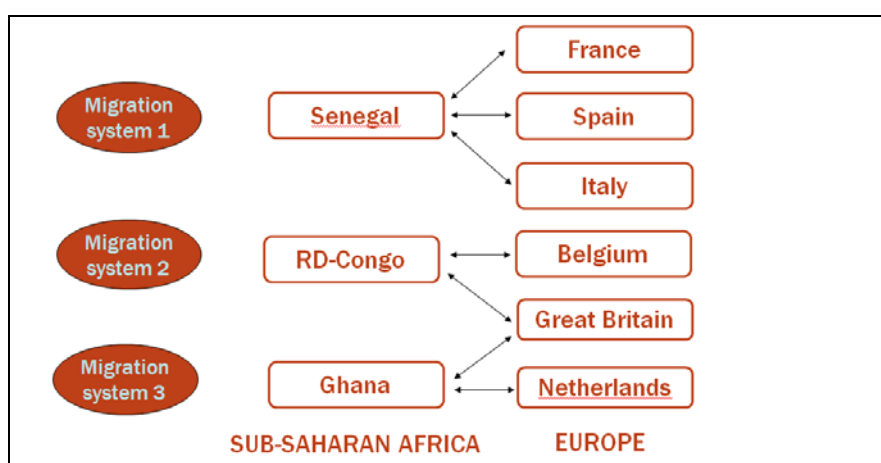 France
Migration
system 1
Senegal
Spain
Italy
Migration
system 2
RD-Congo
Belgium
Great Britain
Migration
system 3
Ghana
Netherlands
SUB-SAHARAN AFRICA
EUROPE